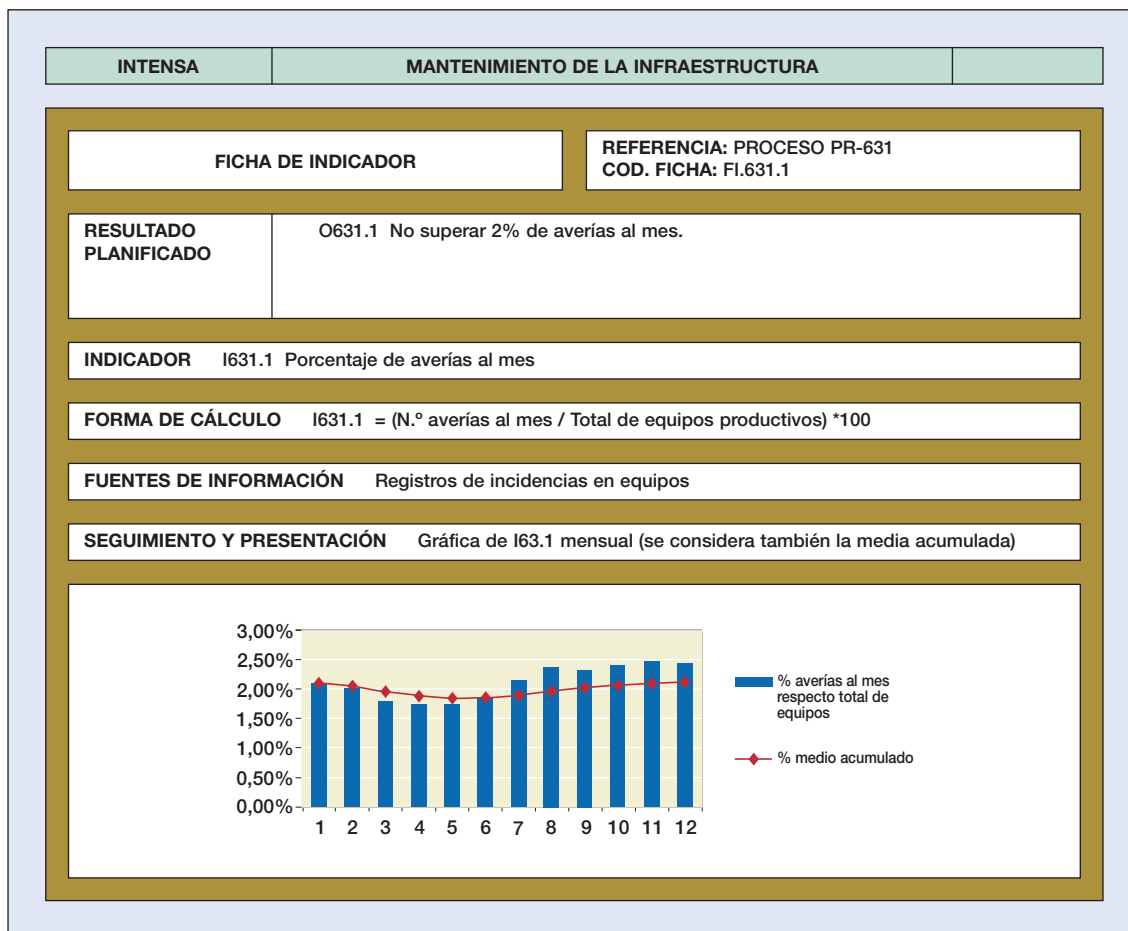 INTENSA
MANTENIMIENTO DE LA INFRAESTRUCTURA
FICHA DE INDICADOR
REFERENCIA: PROCESO PR-631
COD. FICHA: FI.631.1
RESULTADO
PLANIFICADO
O631.1 No superar 2% de averías al mes.
INDICADOR I631.1 Porcentaje de averías al mes
FORMA DE CÁLCULO I631.1 = (N.º averías al mes / Total de equipos productivos) *100
FUENTES DE INFORMACIÓN Registros de incidencias en equipos
SEGUIMIENTO Y PRESENTACIÓN Gráfica de I63.1 mensual (se considera también la media acumulada)
3,00%
2,50%
2,00%
1,50%
1,00%
0,50%
0,00%
1 2 3 4 5 6 7 8 9 10 11 12
% averías al mes
respecto total de
equipos
% medio acumulado